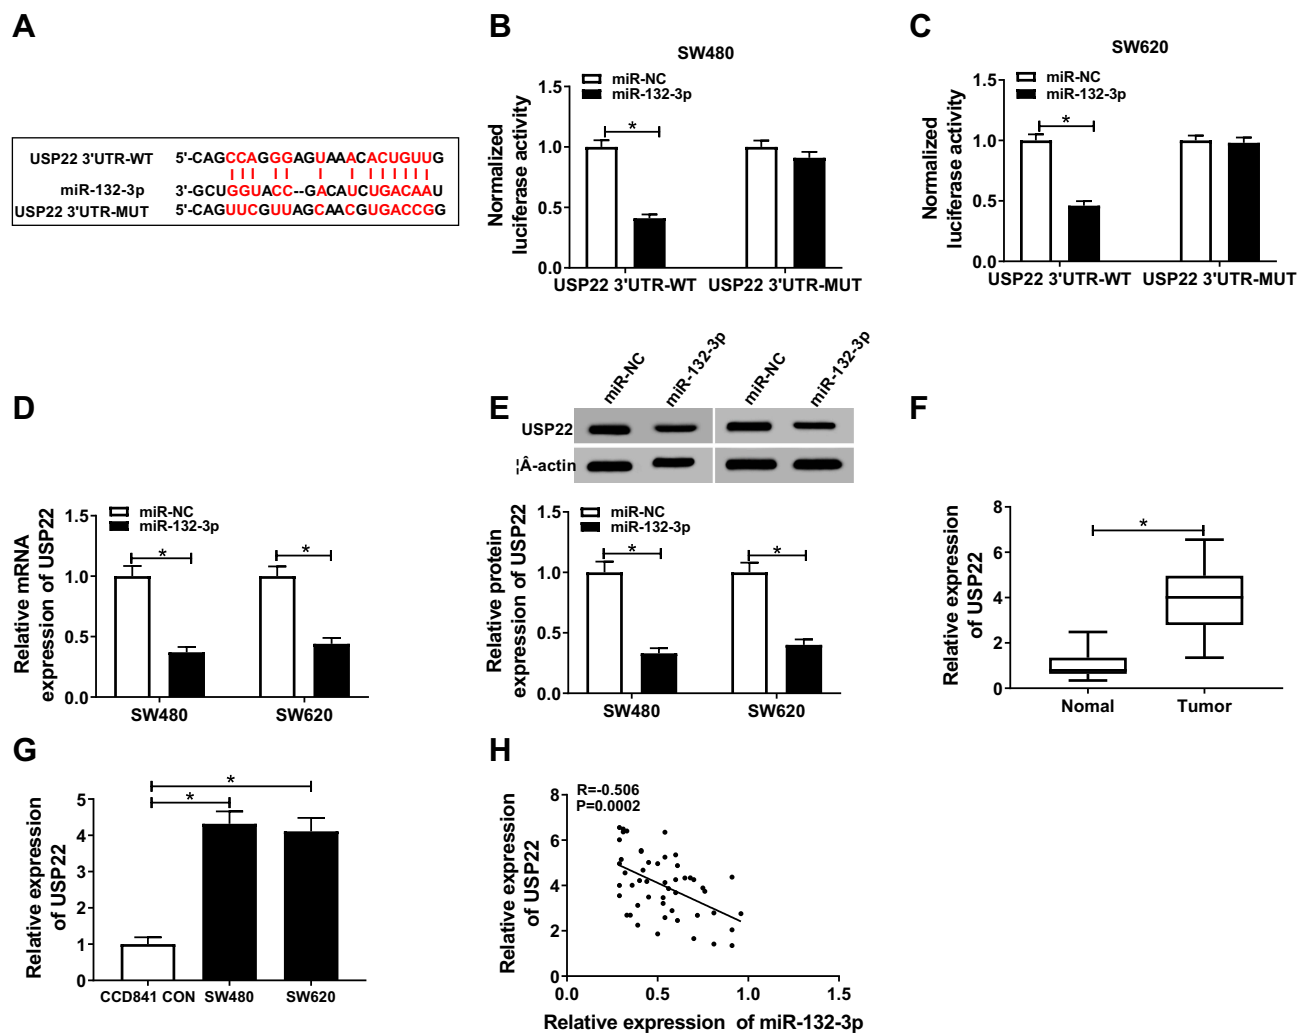 A
USP22 3'UTR-WT 5'-CAGCCAGGGAGUAAACACUGUUG
miR-132-3p 3'-GCUGGUACC--GACAUCUGACAAU
USP22 3'UTR-MUT 5'-CAGUUCGUUAGCAACGUGACCGG
B
SW480
miR-NC
miR-132-3p
*
Normalized
luciferase activity
1.5
1.0
0.5
0.0
USP22 3'UTR-WT USP22 3'UTR-MUT
C
SW620
miR-NC
miR-132-3p
*
Normalized
luciferase activity
1.5
1.0
0.5
0.0
USP22 3'UTR-WT USP22 3'UTR-MUT
D
miR-NC
miR-132-3p
* *
Relative mRNA
expression of USP22
1.5
1.0
0.5
0.0
SW480 SW620
E
miR-NC miR-132-3p miR-NC miR-132-3p
USP22
¦Â-actin
miR-NC
miR-132-3p
* *
Relative protein
expression of USP22
1.5
1.0
0.5
0.0
SW480 SW620
F
*
Relative expression
of USP22
8
6
4
2
0
Nomal Tumor
G
*
*
Relative expression
of USP22
5
4
3
2
1
0
CCD841 CON SW480 SW620
H
R=-0.506
P=0.0002
Relative expression
of USP22
8
6
4
2
0
0.0 0.5 1.0 1.5
Relative expression of miR-132-3p